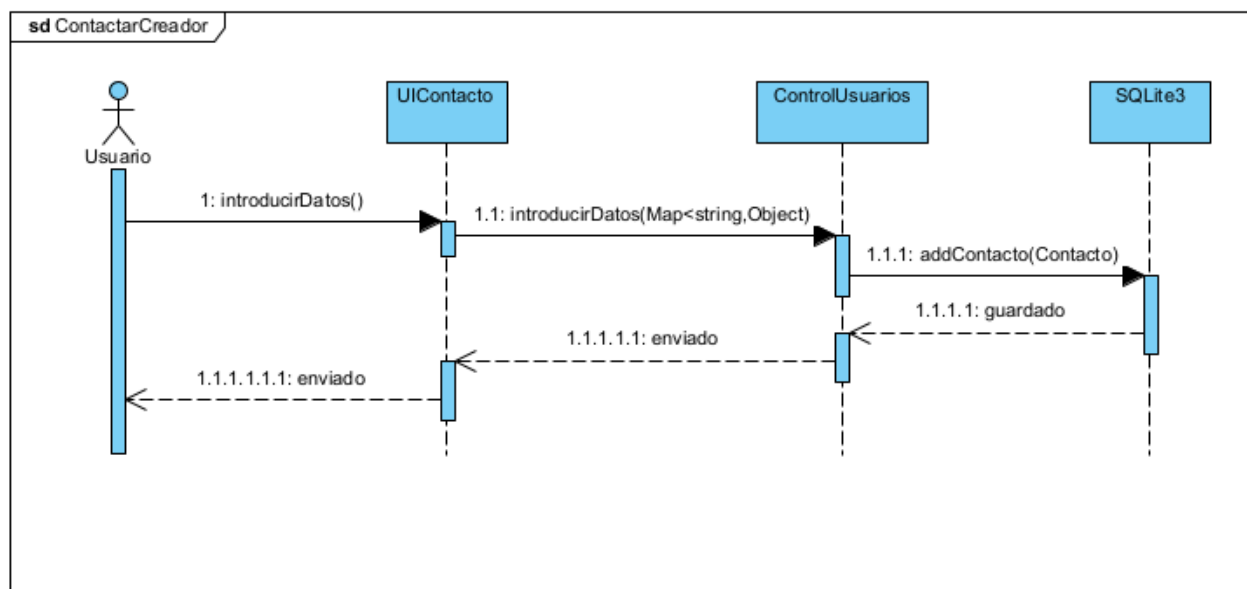 sd ContactarCreador
UIContacto
ControlUsuarios
SQLite3
Usuario
1: introducirDatos()
1.1: introducirDatos(Map<string,Object)
1.1.1: addContacto(Contacto)
1.1.1.1: guardado
1.1.1.1.1: enviado
1.1.1.1.1.1: enviado